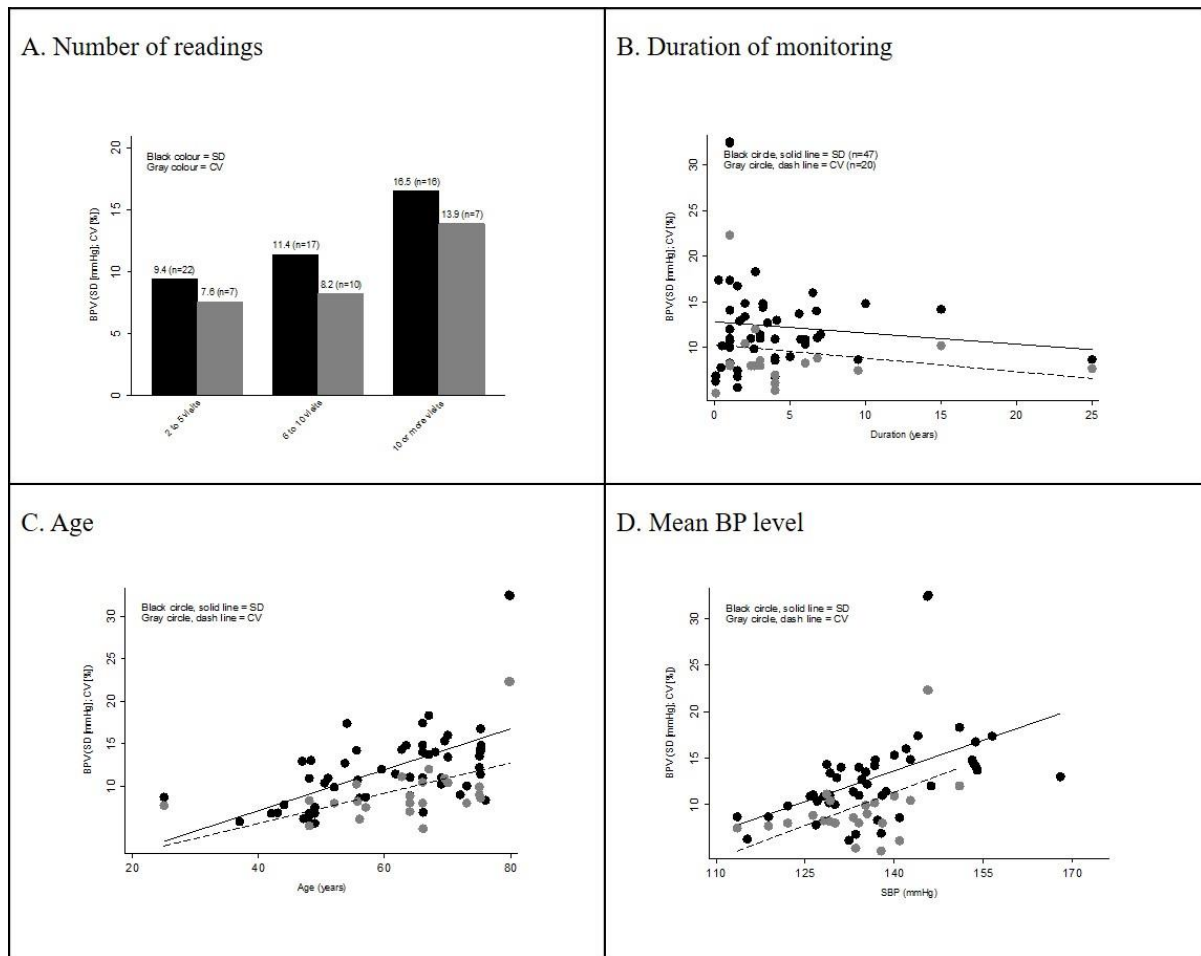 A. Number of readings
Black colour = SD
Gray colour = CV
BPV (SD [mmHg]; CV [%])
20
15
10
5
0
9.4 (n=22)
7.6 (n=7)
11.4 (n=17)
8.2 (n=10)
16.5 (n=16)
13.9 (n=7)
2 to 5 visits
6 to 10 visits
10 or more visits
B. Duration of monitoring
Black circle, solid line = SD (n=47)
Gray circle, dash line = CV (n=20)
BPV (SD [mmHg]; CV [%])
30
25
20
15
10
0
5
10
15
20
25
Duration (years)
C. Age
Black circle, solid line = SD
Gray circle, dash line = CV
BPV (SD [mmHg]; CV [%])
30
25
20
15
10
20
40
60
80
Age (years)
D. Mean BP level
Black circle, solid line = SD
Gray circle, dash line = CV
BPV (SD [mmHg]; CV [%])
30
25
20
15
10
5
110
125
140
155
170
SBP (mmHg)